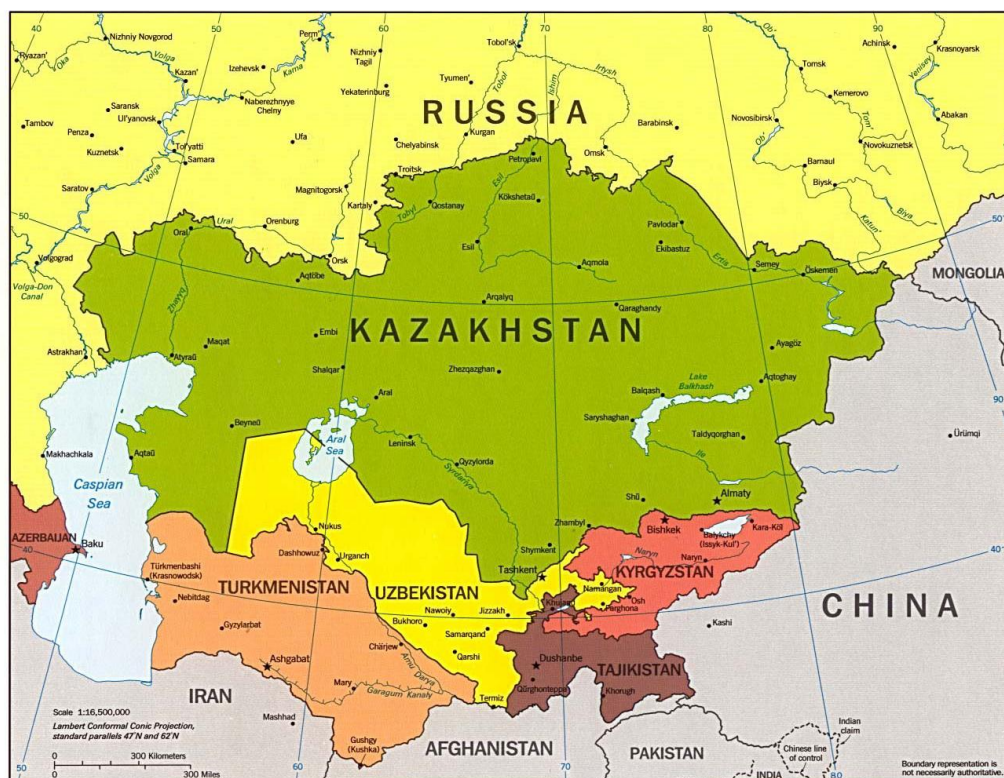 40
50
60
70
80
90
Nizhniy Novgorod
Perm'
Tobol'sk
Ob'
Achinsk
Krasnoyarsk
Ryazan'
Oka
Volga
Kazan'
Izhevsk
Kama
Nizhniy
Tagil
Tyumen'
Tobol
Ishim
Irtysh
Tomsk
Yenisey
Naberezhnyye
Chelny
Yekaterinburg
Saransk
Ul'yanovsk
Tambov
Penza
Ufa
RUSSIA
Kurgan
Barabinsk
Novosibirsk
Kemerovo
Tom'
Abakan
Kuznetsk
Tol'yatti
Samara
Volga
Chelyabinsk
Petropavl
Omsk
Ob'
Novokuznetsk
Saratov
Magnitogorsk
Troitsk
Barnaul
Biysk
Biya
Katun'
50
Ural
Orenburg
Kartaly
Tobyl
Qostanay
Esil
Kökshetaū
Pavlodar
50
Oral
Volgograd
Orsk
Esil
Ekibastuz
Ertis
Semey
Öskemen
MONGOLIA
Volga-Don
Canal
Zhayyq
Aqtöbe
Aqmola
Arqalyq
Qaraghandy
KAZAKHSTAN
Astrakhan
Maqat
Embi
Atyraū
Shalqar
Zhezqazghan
Ayagöz
Lake
Balkhash
Aqtoghay
Aral
Balqash
90
Beyneū
Aral
Sea
Saryshaghan
Leninsk
Taldyqorghan
Ürümqi
Makhachkala
Aqtaū
Qyzylorda
Syrdariya
Ile
Caspian
Sea
Shū
Almaty
AZERBAIJAN
Baku
Nukus
Zhambyl
Bishkek
Balykchy
(Issyk-Kul')
Kara-Köl
40
Dashhowuz
Urganch
Shymkent
Naryn
Naryn
40
Türkmenbashi
(Krasnowodsk)
TURKMENISTAN
UZBEKISTAN
Tashkent
KYRGYZSTAN
Nebitdag
Namangan
Osh
Khujand
Farghona
CHINA
Nawoiy
Jizzakh
Bukhoro
Gyzylarbat
Samarqand
Kashi
Chärjew
Qarshi
Amu Darya
Ashgabat
Dushanbe
TAJIKISTAN
Qŭrghonteppa
Khorugh
IRAN
Mary
Garagum Kanaly
Termiz
Scale 1:16,500,000
Lambert Conformal Conic Projection,
standard parallels 47°N and 62°N
Mashhad
Gushgy
(Kushka)
AFGHANISTAN
PAKISTAN
Indian
claim
Chinese line
of control
INDIA
0 300 Kilometers
0 300 Miles
50
60
70
80
Boundary representation is
not necessarily authoritative.